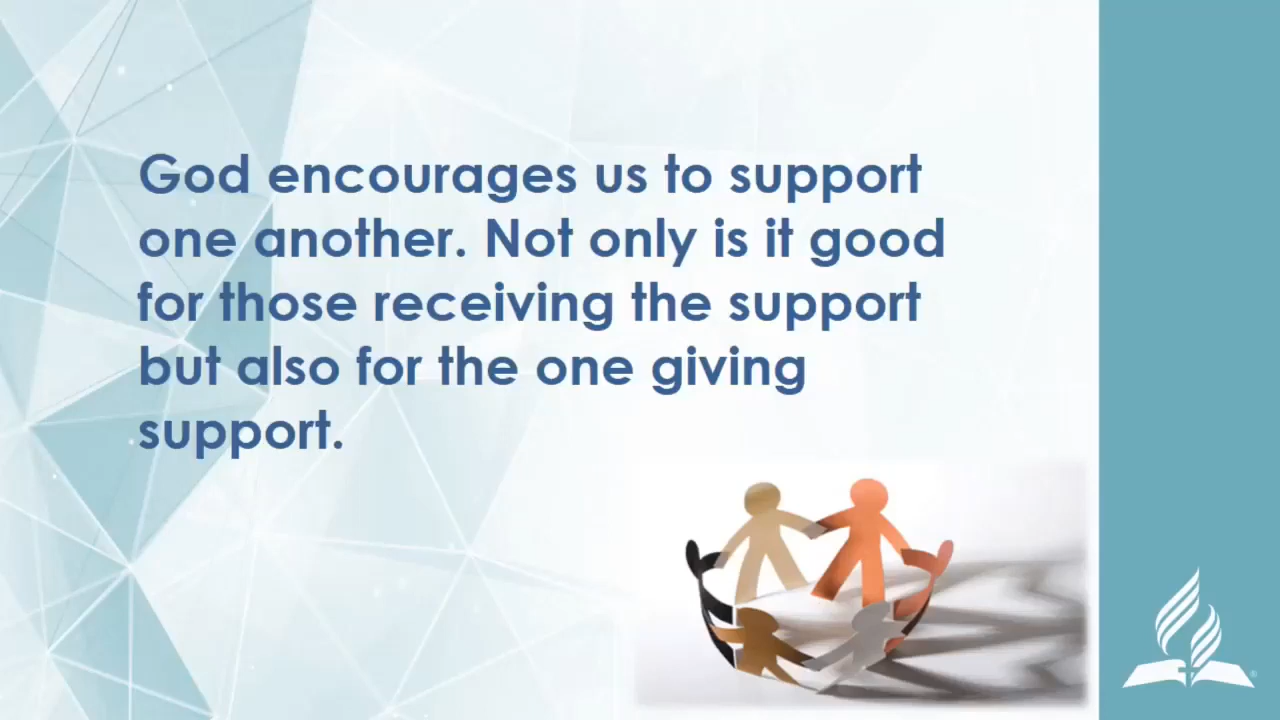 God encourages us to support
one another. Not only is it good
for those receiving the support
but also for the one giving
support.